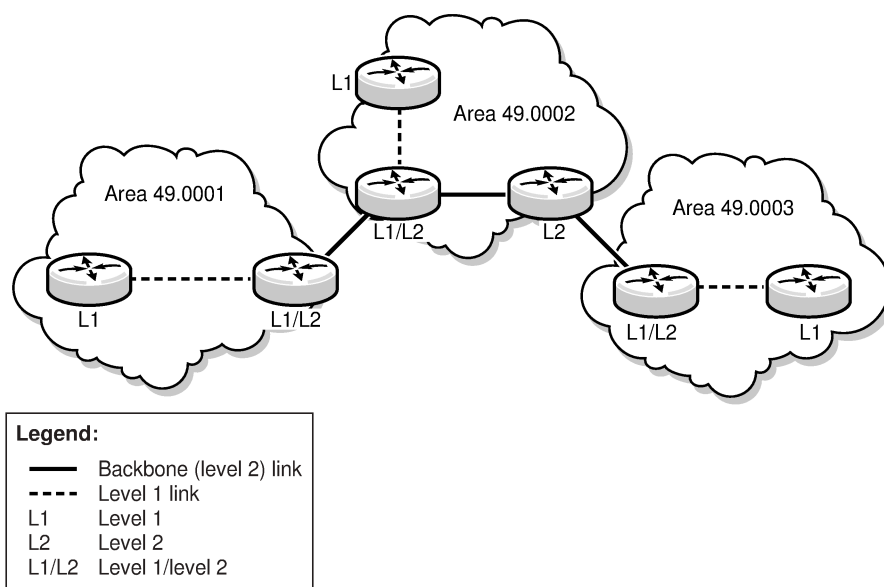 L1
Area 49.0002
L1/L2
L2
Area 49.0001
L1
L1/L2
Area 49.0003
L1/L2
L1
Legend:
Backbone (level 2) link
Level 1 link
L1 Level 1
L2 Level 2
L1/L2 Level 1/level 2